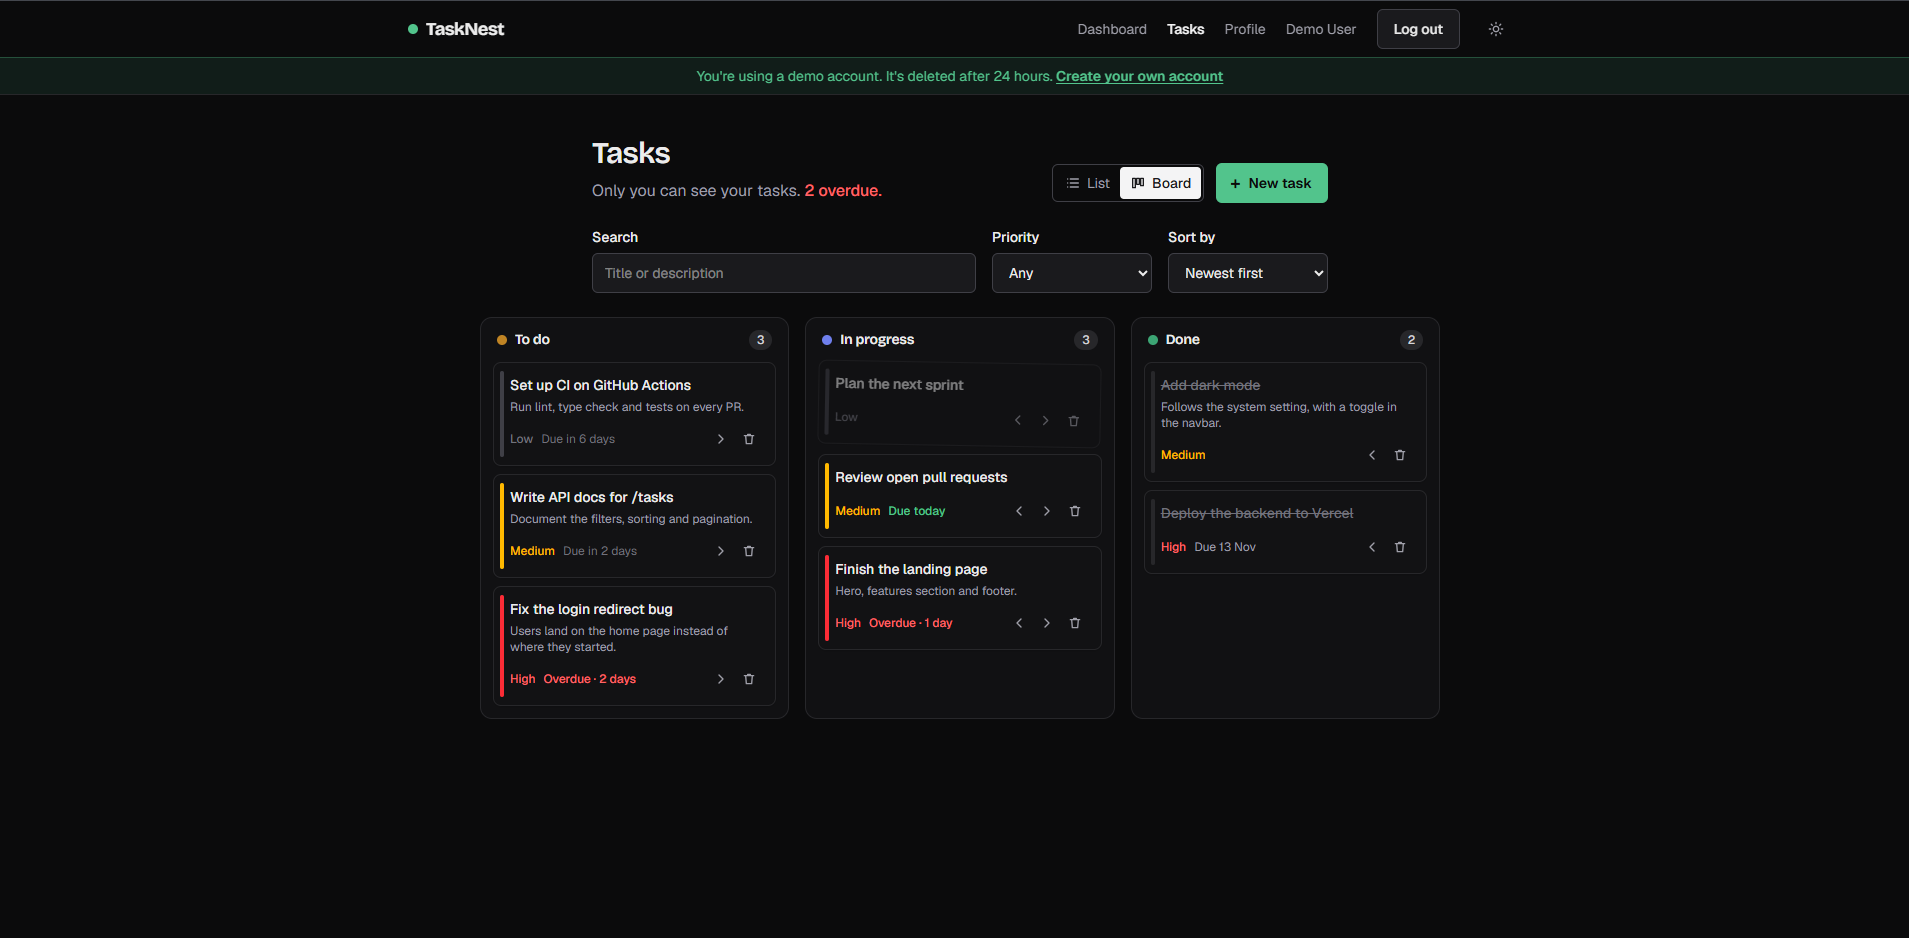 TaskNest
Dashboard Tasks Profile Demo User Log out
You're using a demo account. It's deleted after 24 hours. Create your own account
Tasks
Only you can see your tasks. 2 overdue.
List Board + New task
Search Priority Sort by
Title or description Any Newest first
To do 3
Set up CI on GitHub Actions
Run lint, type check and tests on every PR.
Low Due in 6 days
Write API docs for /tasks
Document the filters, sorting and pagination.
Medium Due in 2 days
Fix the login redirect bug
Users land on the home page instead of
where they started.
High Overdue · 2 days
In progress 3
Plan the next sprint
Low
Review open pull requests
Medium Due today
Finish the landing page
Hero, features section and footer.
High Overdue · 1 day
Done 2
Add dark mode
Follows the system setting, with a toggle in
the navbar.
Medium
Deploy the backend to Vercel
High Due 13 Nov